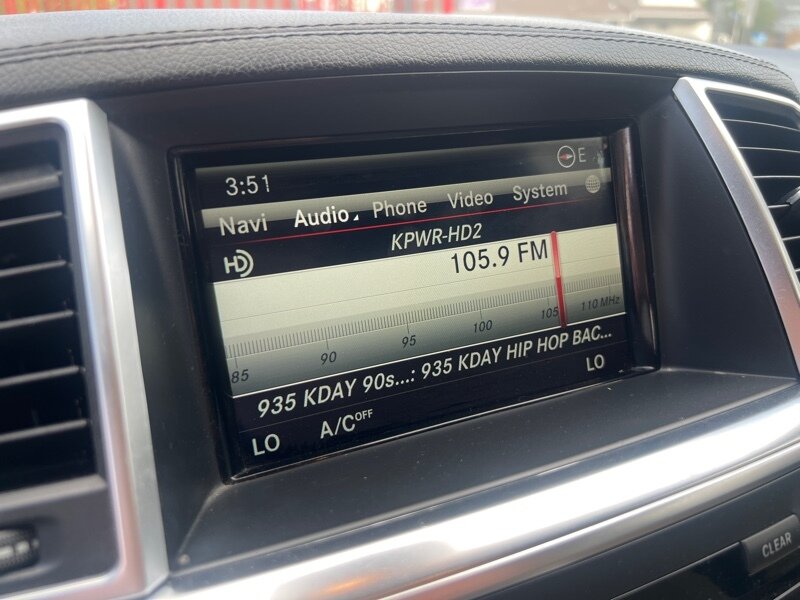 3:51
E
Navi Audio Phone Video System
HD
KPWR-HD2
105.9 FM
85 90 95 100 105 110 MHz
935 KDAY 90s...: 935 KDAY HIP HOP BAC...
LO A/C OFF LO
CLEAR